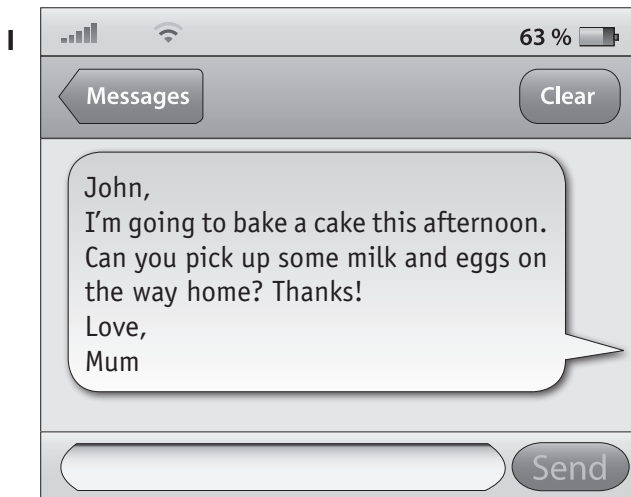 I
63 %
Messages
Clear
John,
I'm going to bake a cake this afternoon.
Can you pick up some milk and eggs on
the way home? Thanks!
Love,
Mum
Send